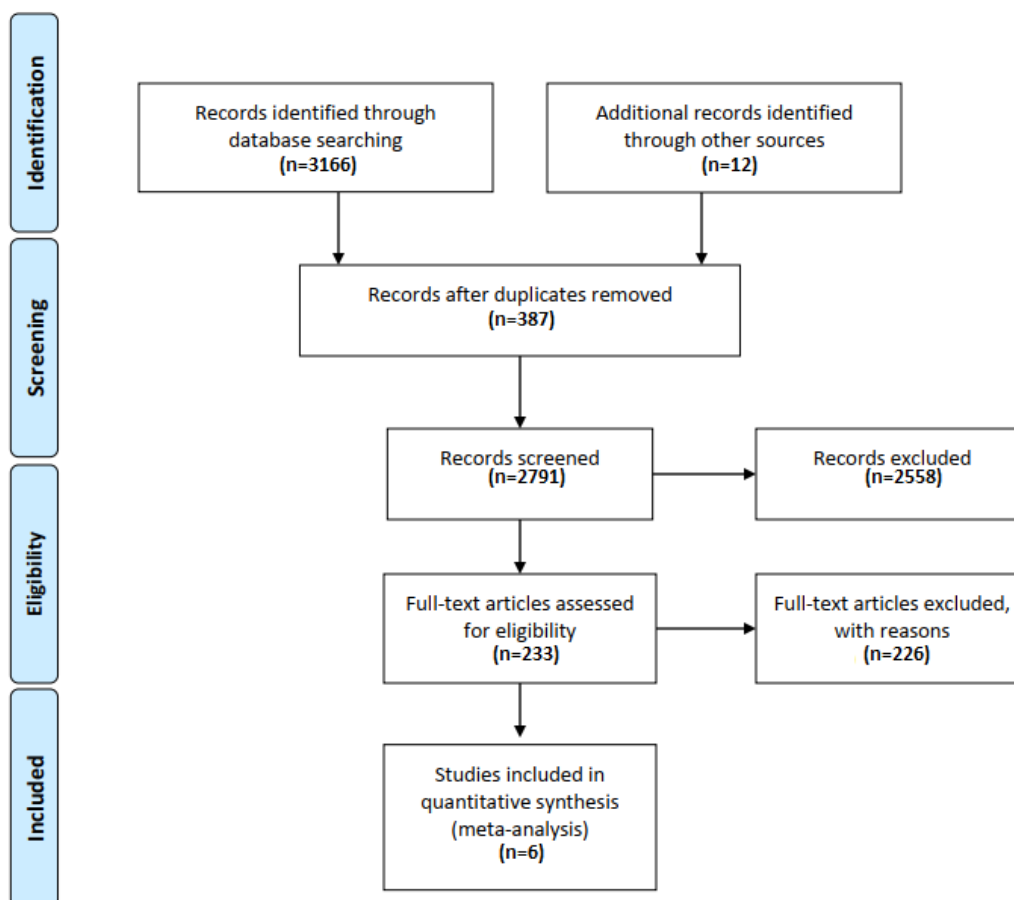 Identification
Records identified through
database searching
(n=3166)
Additional records identified
through other sources
(n=12)
Screening
Records after duplicates removed
(n=387)
Records screened
(n=2791)
Records excluded
(n=2558)
Eligibility
Full-text articles assessed
for eligibility
(n=233)
Full-text articles excluded,
with reasons
(n=226)
Included
Studies included in
quantitative synthesis
(meta-analysis)
(n=6)